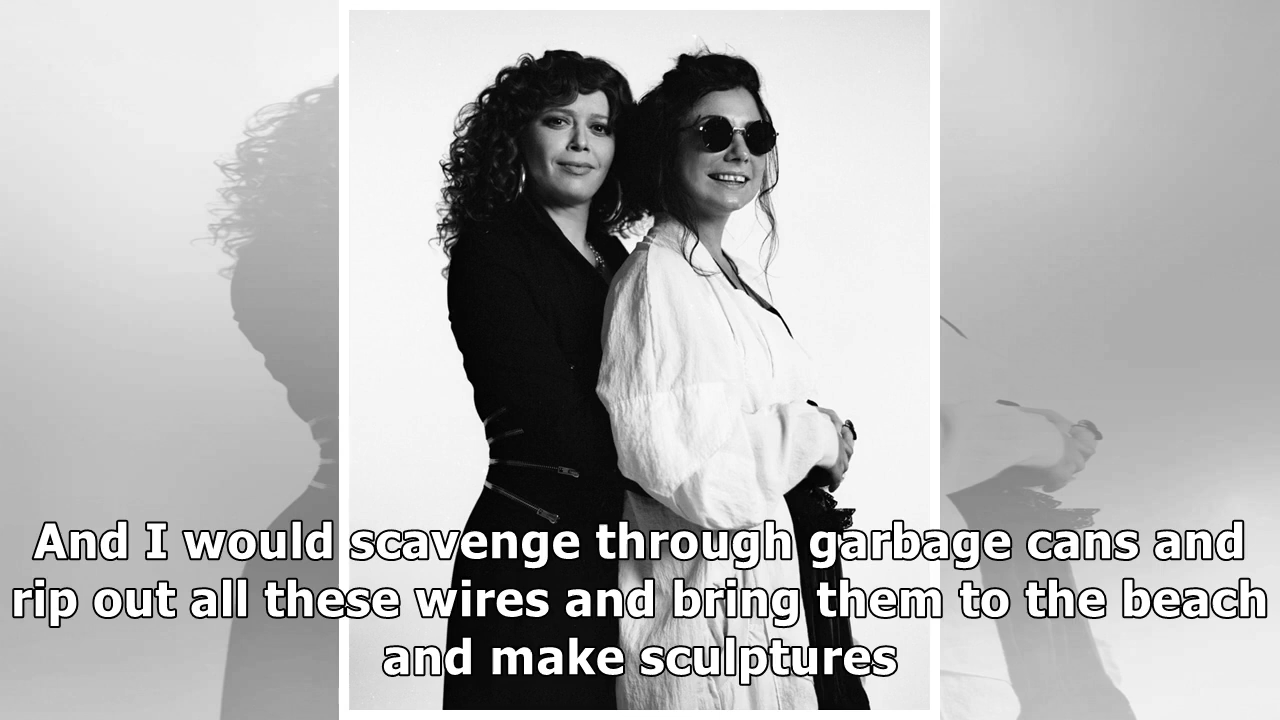 And I would scavenge through garbage cans and
rip out all these wires and bring them to the beach
and make sculptures